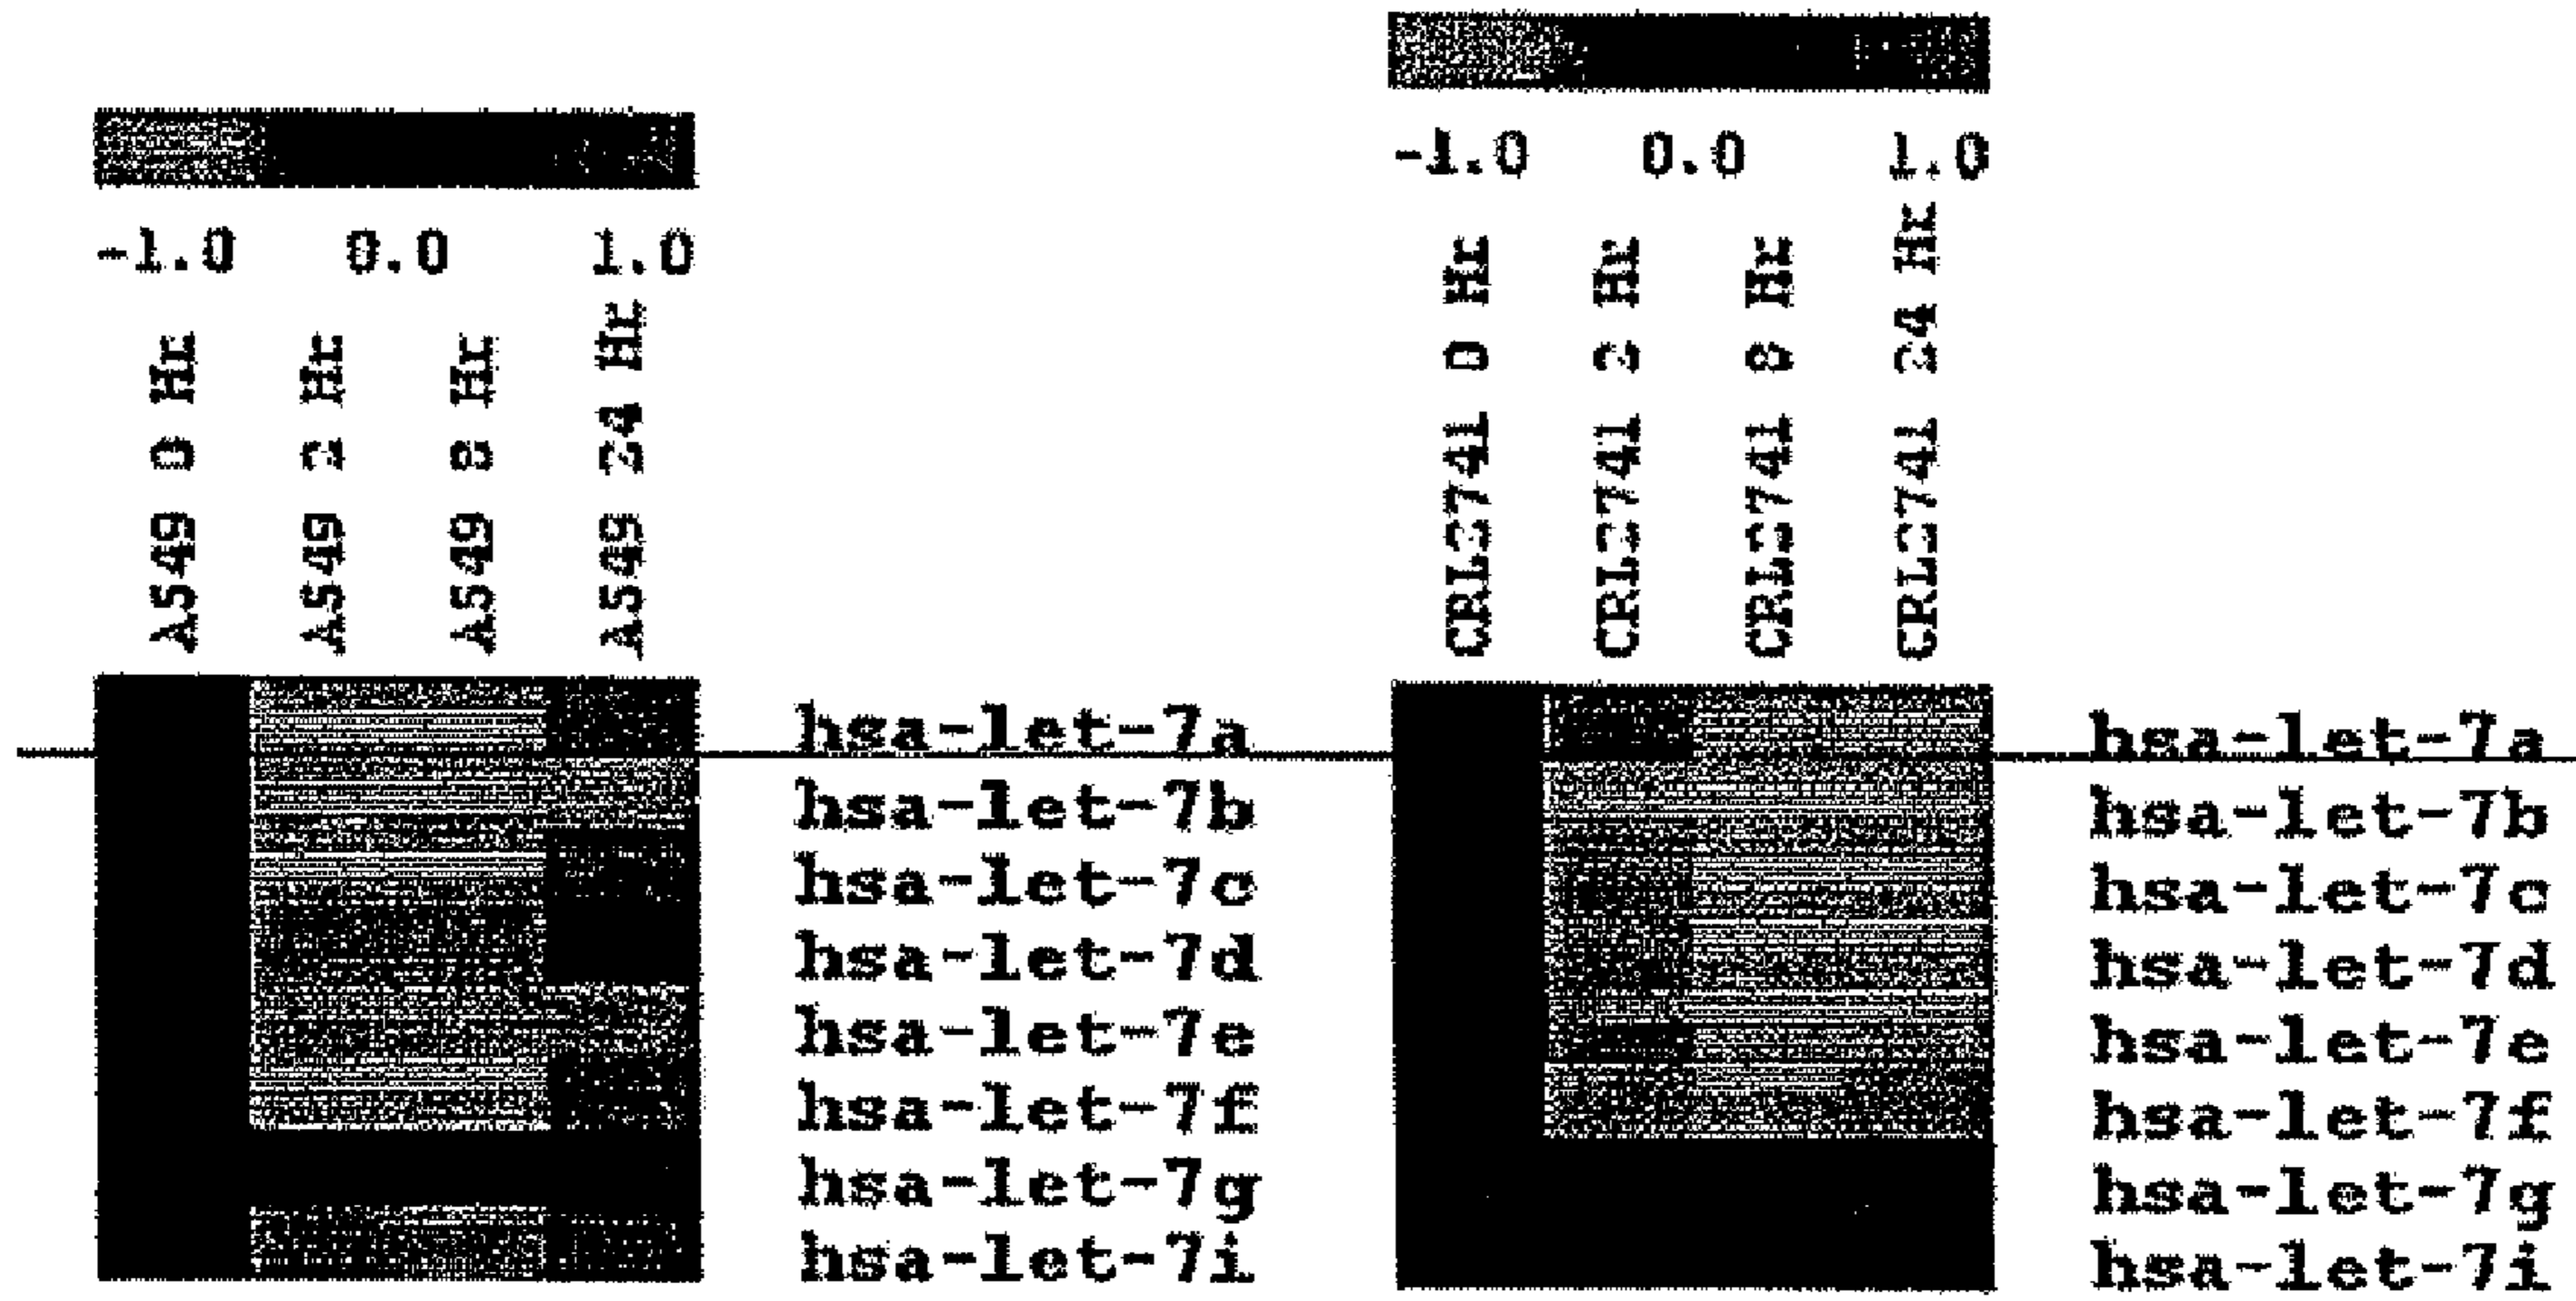 -1.0 0.0 1.0
A549 0 Hr
A549 2 Hr
A549 8 Hr
A549 24 Hr
hsa-let-7a
hsa-let-7b
hsa-let-7c
hsa-let-7d
hsa-let-7e
hsa-let-7f
hsa-let-7g
hsa-let-7i
-1.0 0.0 1.0
CRL2741 0 Hr
CRL2741 2 Hr
CRL2741 8 Hr
CRL2741 24 Hr
hsa-let-7a
hsa-let-7b
hsa-let-7c
hsa-let-7d
hsa-let-7e
hsa-let-7f
hsa-let-7g
hsa-let-7i